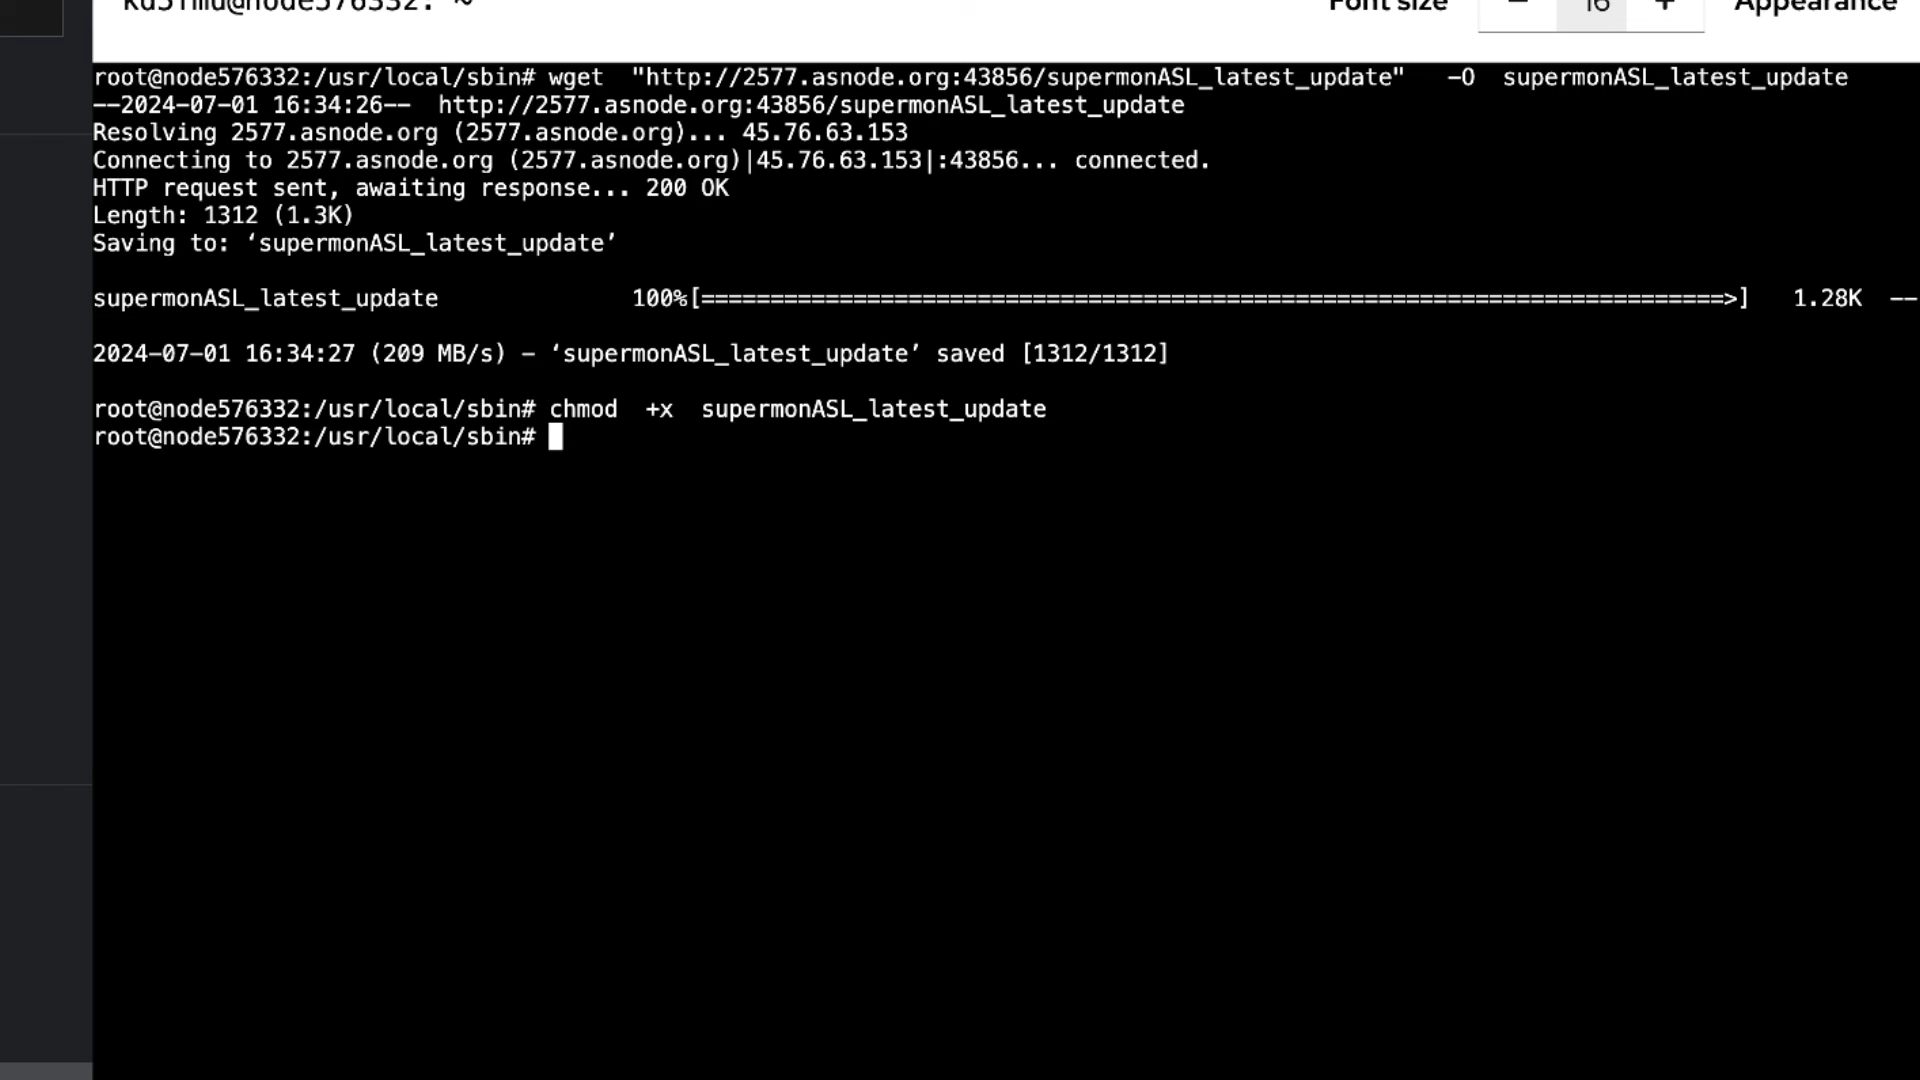 kd5fmu@node576332: ~
Font size − 16 + Appearance
root@node576332:/usr/local/sbin# wget  "http://2577.asnode.org:43856/supermonASL_latest_update"   -O  supermonASL_latest_update
--2024-07-01 16:34:26--  http://2577.asnode.org:43856/supermonASL_latest_update
Resolving 2577.asnode.org (2577.asnode.org)... 45.76.63.153
Connecting to 2577.asnode.org (2577.asnode.org)|45.76.63.153|:43856... connected.
HTTP request sent, awaiting response... 200 OK
Length: 1312 (1.3K)
Saving to: ‘supermonASL_latest_update’
supermonASL_latest_update              100%[==========================================================================>]   1.28K  --
2024-07-01 16:34:27 (209 MB/s) - ‘supermonASL_latest_update’ saved [1312/1312]
root@node576332:/usr/local/sbin# chmod  +x  supermonASL_latest_update
root@node576332:/usr/local/sbin#